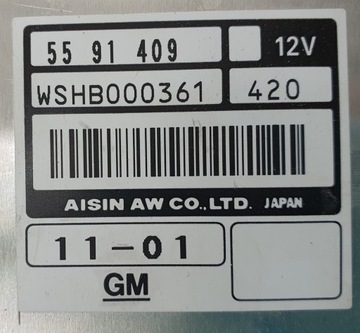 55 91 409 12V
WSHB000361 420
AISIN AW CO.,LTD. JAPAN
11-01
GM